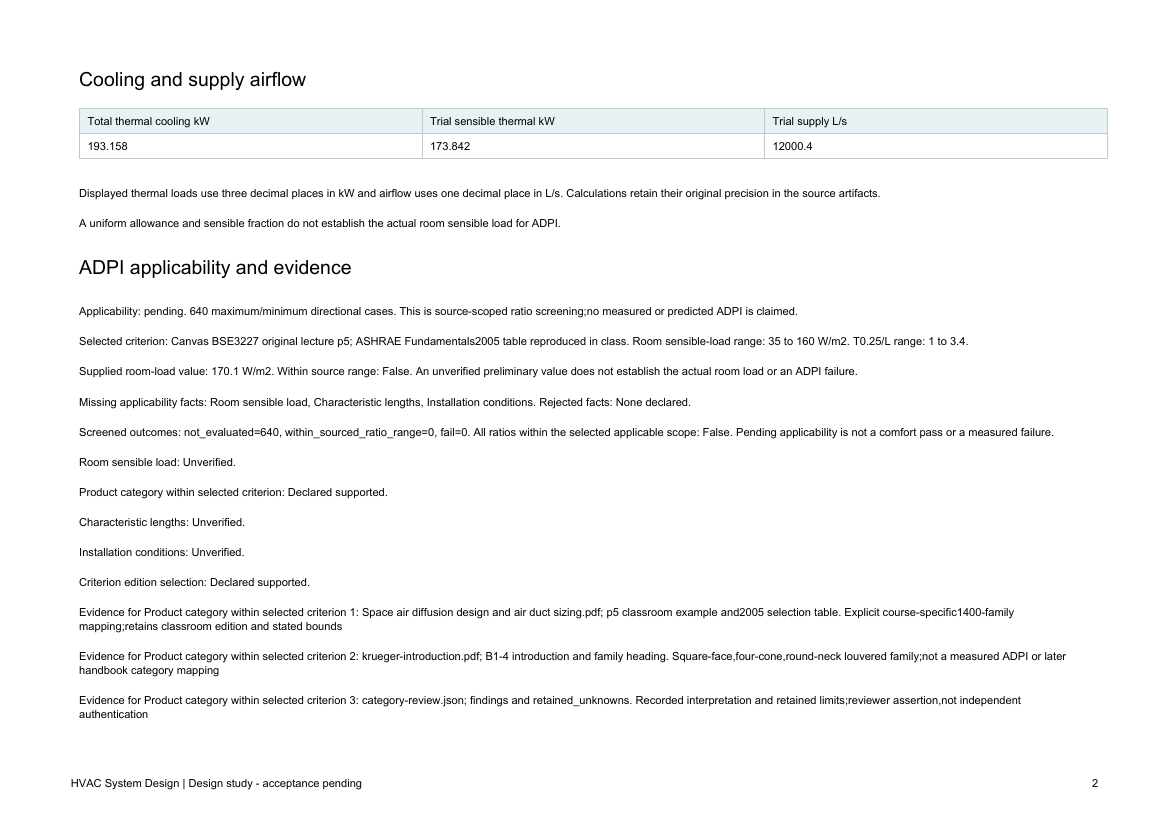 Cooling and supply airflow
Total thermal cooling kW
Trial sensible thermal kW
Trial supply L/s
193.158
173.842
12000.4
Displayed thermal loads use three decimal places in kW and airflow uses one decimal place in L/s. Calculations retain their original precision in the source artifacts.
A uniform allowance and sensible fraction do not establish the actual room sensible load for ADPI.
ADPI applicability and evidence
Applicability: pending. 640 maximum/minimum directional cases. This is source-scoped ratio screening;no measured or predicted ADPI is claimed.
Selected criterion: Canvas BSE3227 original lecture p5; ASHRAE Fundamentals2005 table reproduced in class. Room sensible-load range: 35 to 160 W/m2. T0.25/L range: 1 to 3.4.
Supplied room-load value: 170.1 W/m2. Within source range: False. An unverified preliminary value does not establish the actual room load or an ADPI failure.
Missing applicability facts: Room sensible load, Characteristic lengths, Installation conditions. Rejected facts: None declared.
Screened outcomes: not_evaluated=640, within_sourced_ratio_range=0, fail=0. All ratios within the selected applicable scope: False. Pending applicability is not a comfort pass or a measured failure.
Room sensible load: Unverified.
Product category within selected criterion: Declared supported.
Characteristic lengths: Unverified.
Installation conditions: Unverified.
Criterion edition selection: Declared supported.
Evidence for Product category within selected criterion 1: Space air diffusion design and air duct sizing.pdf; p5 classroom example and2005 selection table. Explicit course-specific1400-family
mapping;retains classroom edition and stated bounds
Evidence for Product category within selected criterion 2: krueger-introduction.pdf; B1-4 introduction and family heading. Square-face,four-cone,round-neck louvered family;not a measured ADPI or later
handbook category mapping
Evidence for Product category within selected criterion 3: category-review.json; findings and retained_unknowns. Recorded interpretation and retained limits;reviewer assertion,not independent
authentication
HVAC System Design | Design study - acceptance pending
2